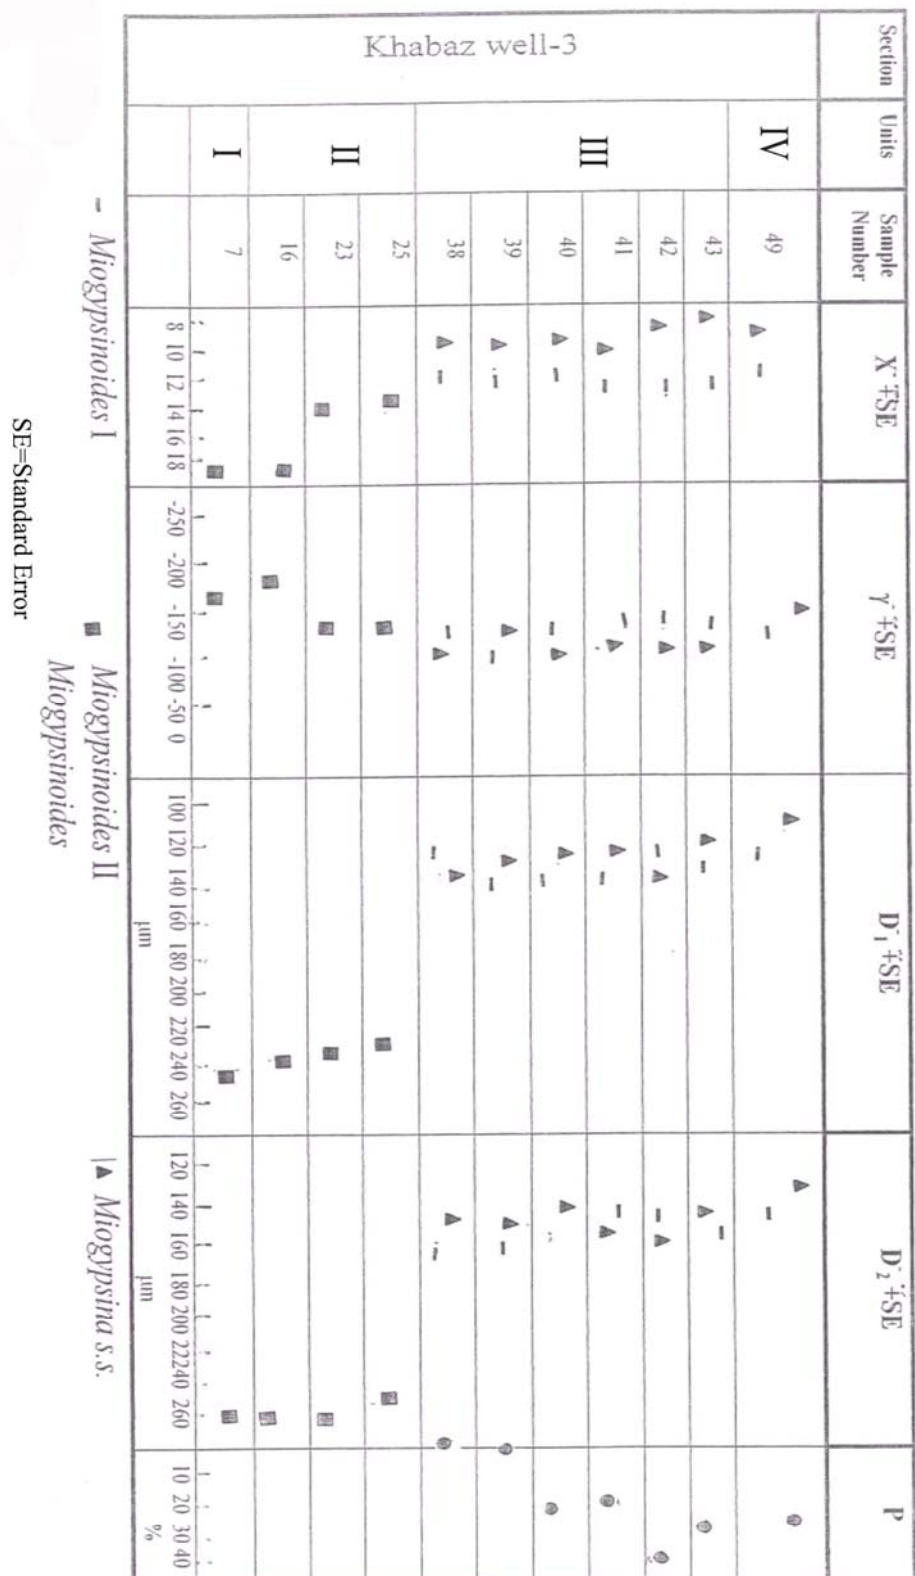 Section
Units
Sample
Number
X̄∓SE
γ̄∓SE
D̄₁∓SE
D̄₂∓SE
P
Khabaz well-3
IV
49
III
43
42
41
40
39
38
II
25
23
16
I
7
8 10 12 14 16 18
-250 -200 -150 -100 -50 0
100 120 140 160 180 200 220 240 260
μm
120 140 160 180 200 22240 260
μm
10 20 30 40
%
- Miogypsinoides I
■ Miogypsinoides II
Miogypsinoides
|▲ Miogypsina s.s.
SE=Standard Error